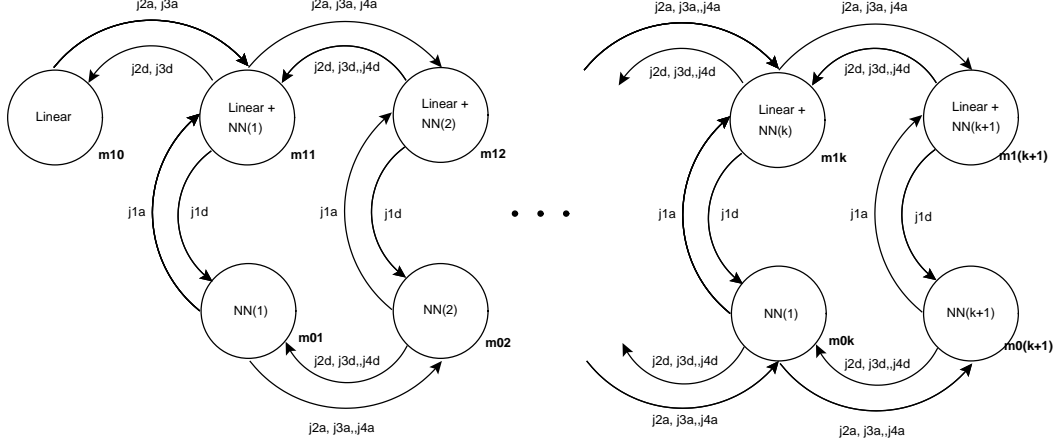 j2a, j3a
j2a, j3a, j4a
j2a, j3a,,j4a
j2a, j3a, j4a
j2d, j3d
j2d, j3d,,j4d
j2d, j3d,,j4d
j2d, j3d,,j4d
Linear
m10
Linear +
NN(1)
m11
Linear +
NN(2)
m12
Linear +
NN(k)
m1k
Linear +
NN(k+1)
m1(k+1)
j1a
j1d
j1a
j1d
• • •
j1a
j1d
j1a
j1d
NN(1)
m01
NN(2)
m02
NN(1)
m0k
NN(k+1)
m0(k+1)
j2d, j3d,,j4d
j2d, j3d,,j4d
j2d, j3d,,j4d
j2a, j3a,,j4a
j2a, j3a,,j4a
j2a, j3a,,j4a